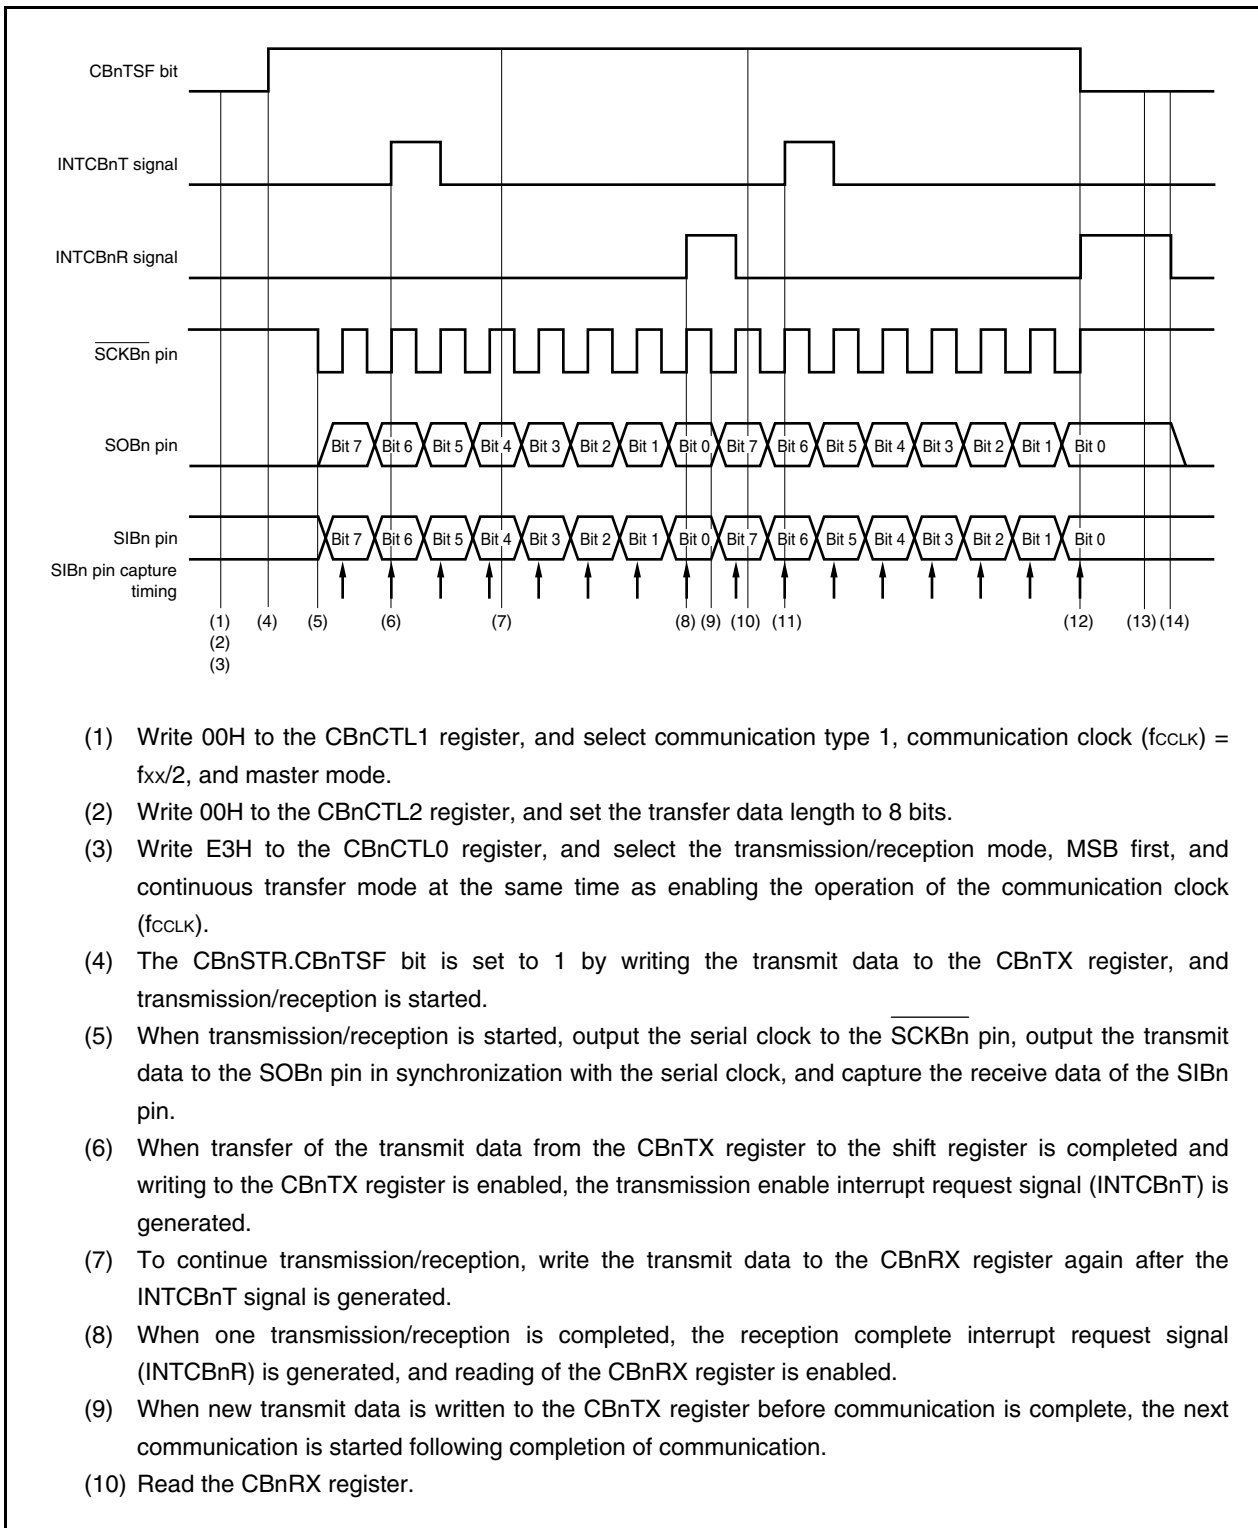 CBnTSF bit
INTCBnT signal
INTCBnR signal
SCKBn pin
SOBn pin
Bit 7 Bit 6 Bit 5 Bit 4 Bit 3 Bit 2 Bit 1 Bit 0 Bit 7 Bit 6 Bit 5 Bit 4 Bit 3 Bit 2 Bit 1 Bit 0
SIBn pin
Bit 7 Bit 6 Bit 5 Bit 4 Bit 3 Bit 2 Bit 1 Bit 0 Bit 7 Bit 6 Bit 5 Bit 4 Bit 3 Bit 2 Bit 1 Bit 0
SIBn pin capture
timing
(1) (4) (5) (6) (7) (8) (9) (10) (11) (12) (13) (14)
(2)
(3)
(1) Write 00H to the CBnCTL1 register, and select communication type 1, communication clock (fCCLK) =
fxx/2, and master mode.
(2) Write 00H to the CBnCTL2 register, and set the transfer data length to 8 bits.
(3) Write E3H to the CBnCTL0 register, and select the transmission/reception mode, MSB first, and
continuous transfer mode at the same time as enabling the operation of the communication clock
(fCCLK).
(4) The CBnSTR.CBnTSF bit is set to 1 by writing the transmit data to the CBnTX register, and
transmission/reception is started.
(5) When transmission/reception is started, output the serial clock to the SCKBn pin, output the transmit
data to the SOBn pin in synchronization with the serial clock, and capture the receive data of the SIBn
pin.
(6) When transfer of the transmit data from the CBnTX register to the shift register is completed and
writing to the CBnTX register is enabled, the transmission enable interrupt request signal (INTCBnT) is
generated.
(7) To continue transmission/reception, write the transmit data to the CBnRX register again after the
INTCBnT signal is generated.
(8) When one transmission/reception is completed, the reception complete interrupt request signal
(INTCBnR) is generated, and reading of the CBnRX register is enabled.
(9) When new transmit data is written to the CBnTX register before communication is complete, the next
communication is started following completion of communication.
(10) Read the CBnRX register.